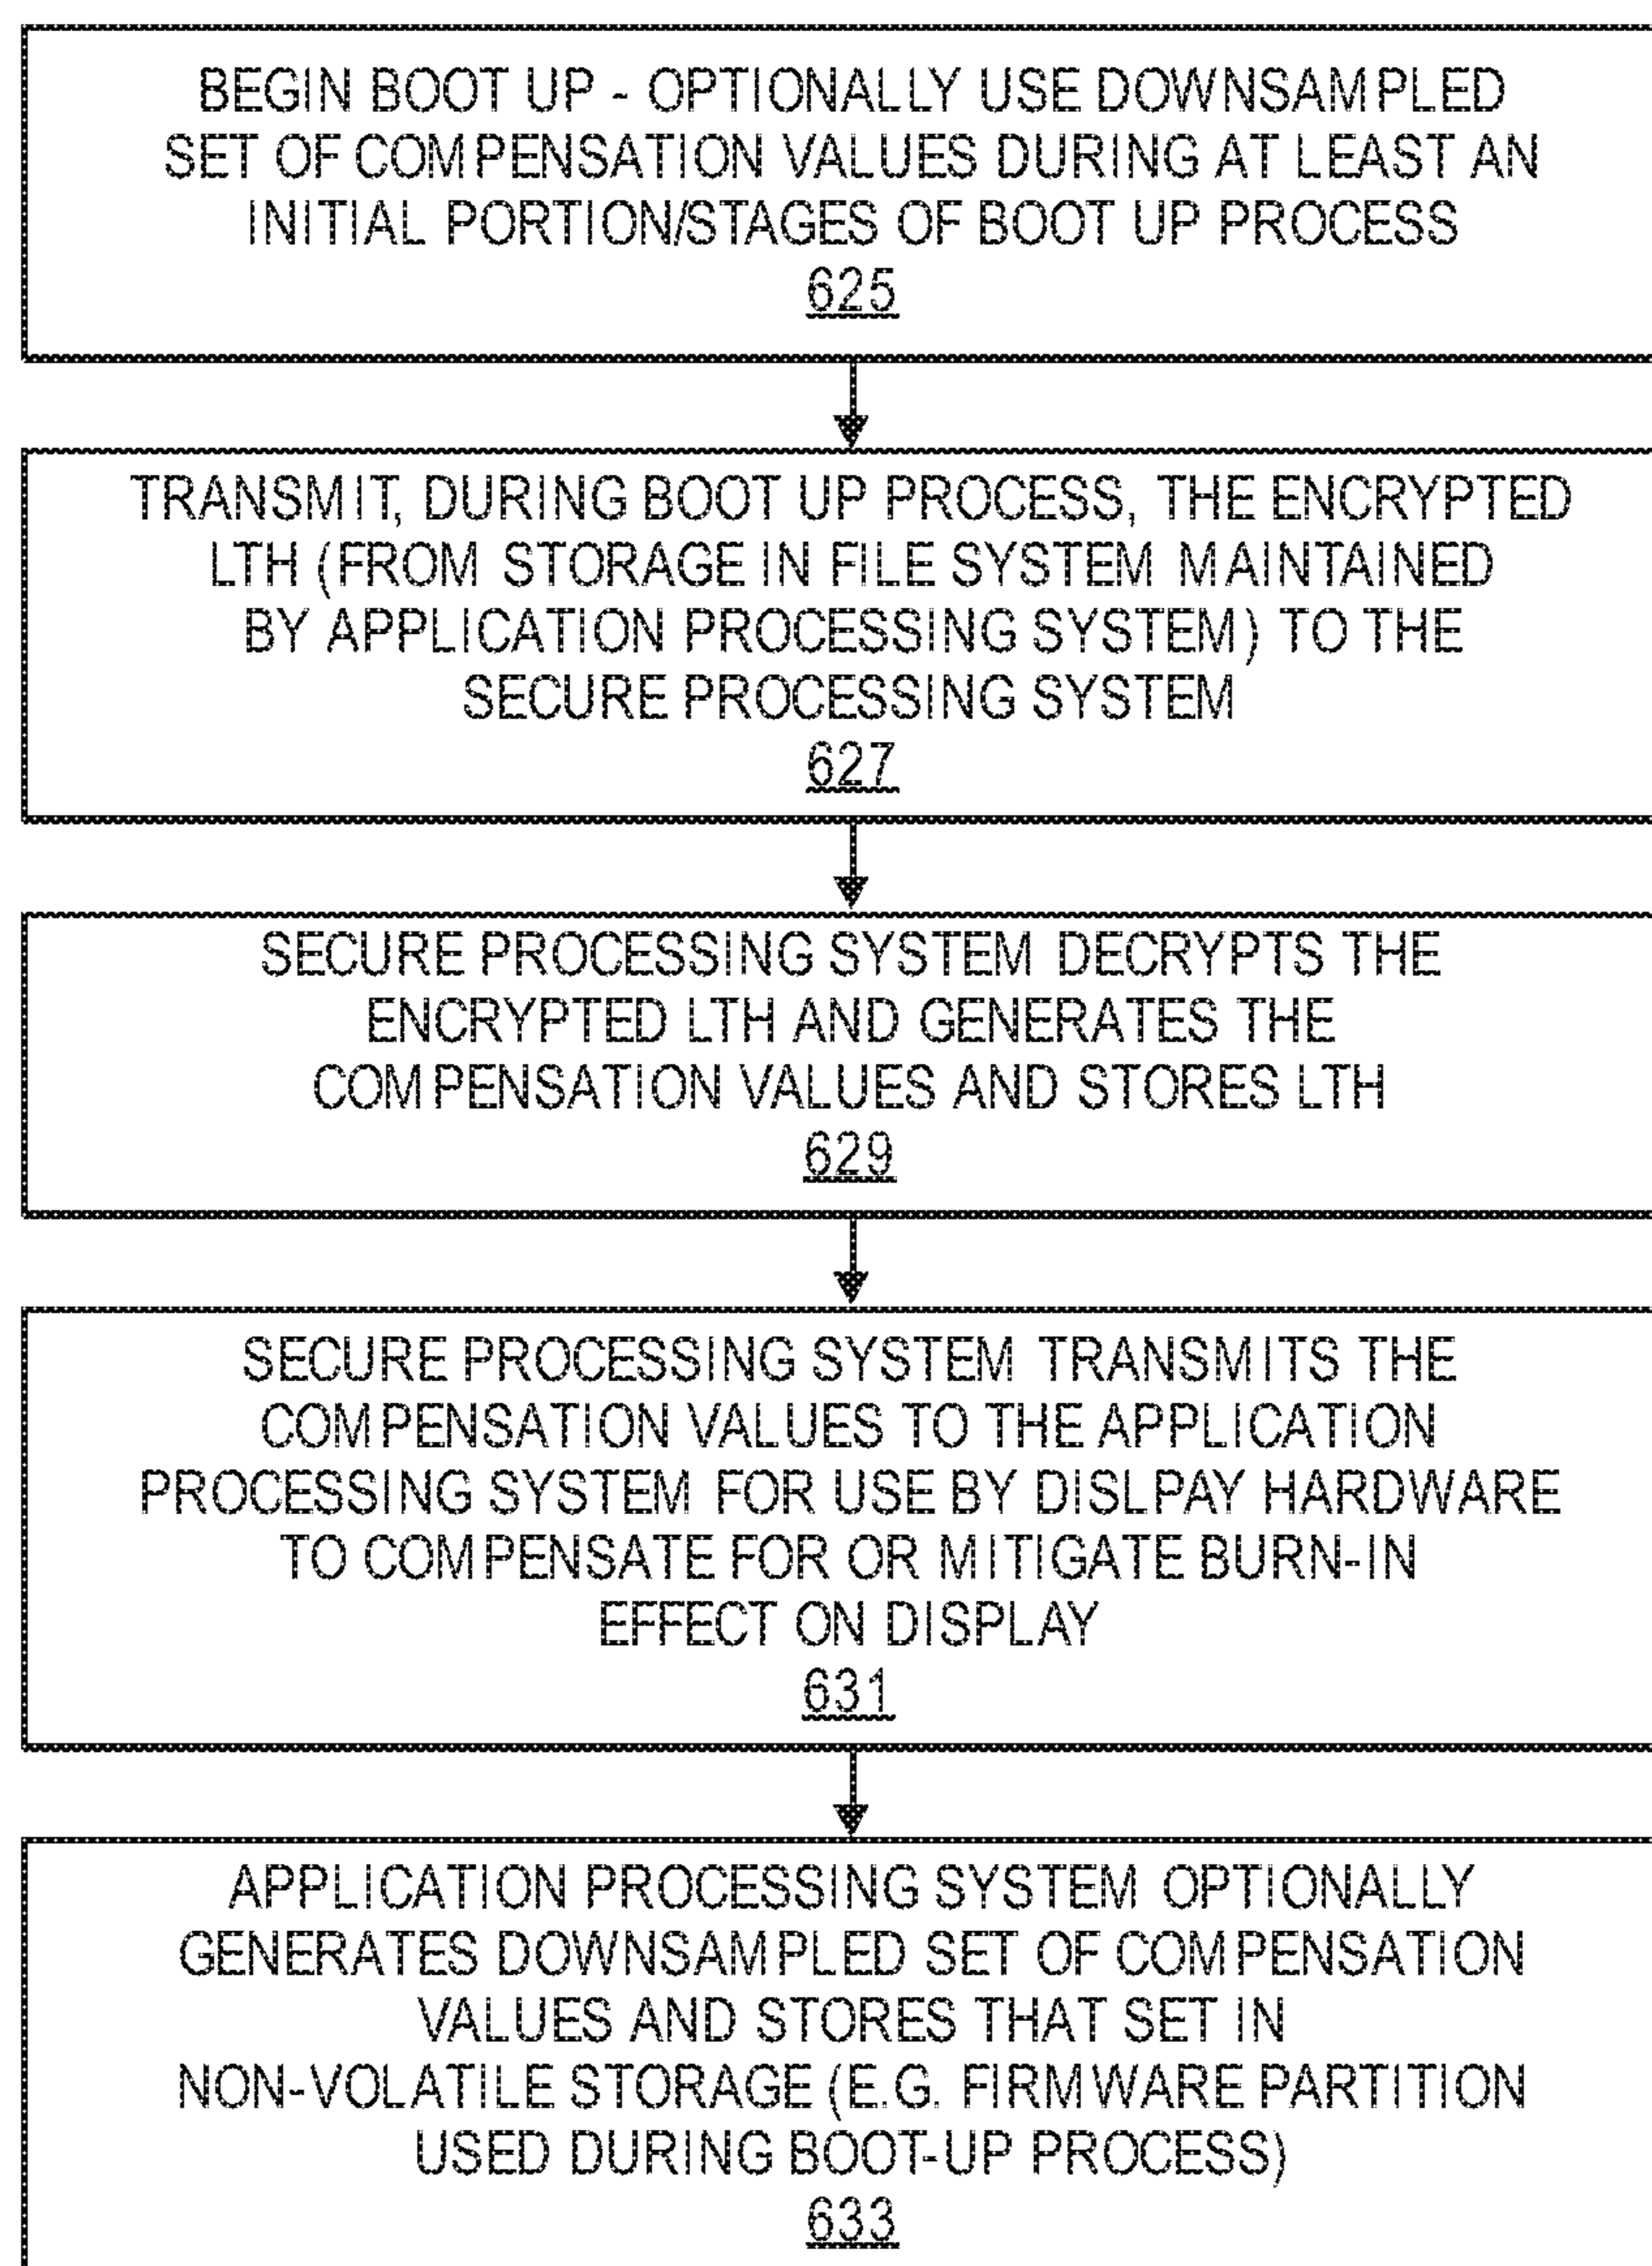 BEGIN BOOT UP - OPTIONALLY USE DOWNSAMPLED
SET OF COMPENSATION VALUES DURING AT LEAST AN
INITIAL PORTION/STAGES OF BOOT UP PROCESS
625
TRANSMIT, DURING BOOT UP PROCESS, THE ENCRYPTED
LTH (FROM STORAGE IN FILE SYSTEM MAINTAINED
BY APPLICATION PROCESSING SYSTEM) TO THE
SECURE PROCESSING SYSTEM
627
SECURE PROCESSING SYSTEM DECRYPTS THE
ENCRYPTED LTH AND GENERATES THE
COMPENSATION VALUES AND STORES LTH
629
SECURE PROCESSING SYSTEM TRANSMITS THE
COMPENSATION VALUES TO THE APPLICATION
PROCESSING SYSTEM FOR USE BY DISLPAY HARDWARE
TO COMPENSATE FOR OR MITIGATE BURN-IN
EFFECT ON DISPLAY
631
APPLICATION PROCESSING SYSTEM OPTIONALLY
GENERATES DOWNSAMPLED SET OF COMPENSATION
VALUES AND STORES THAT SET IN
NON-VOLATILE STORAGE (E.G. FIRMWARE PARTITION
USED DURING BOOT-UP PROCESS)
633